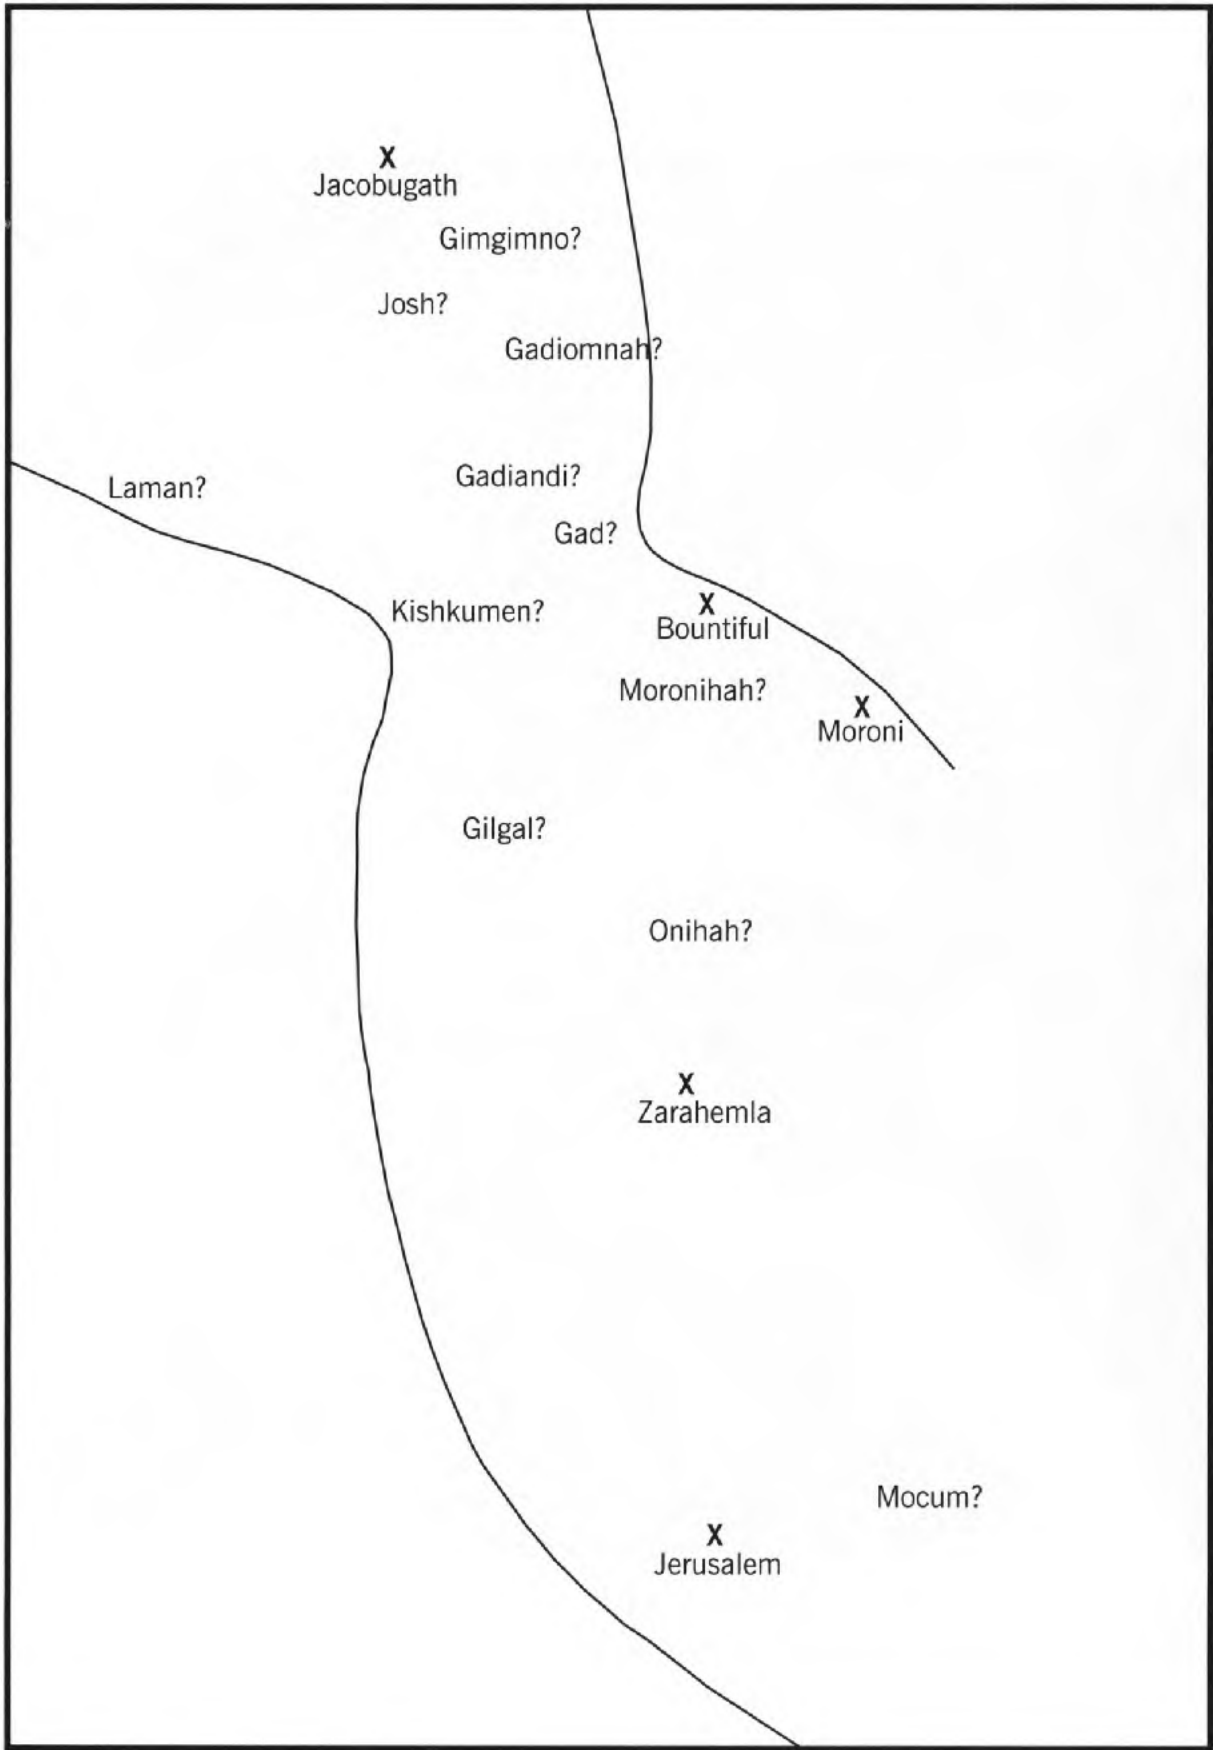 X
Jacobugath
Gimgimno?
Josh?
Gadiomnah?
Gadiandi?
Laman?
Gad?
X
Bountiful
Kishkumen?
Moronihah?
X
Moroni
Gilgal?
Onihah?
X
Zarahemla
Mocum?
X
Jerusalem